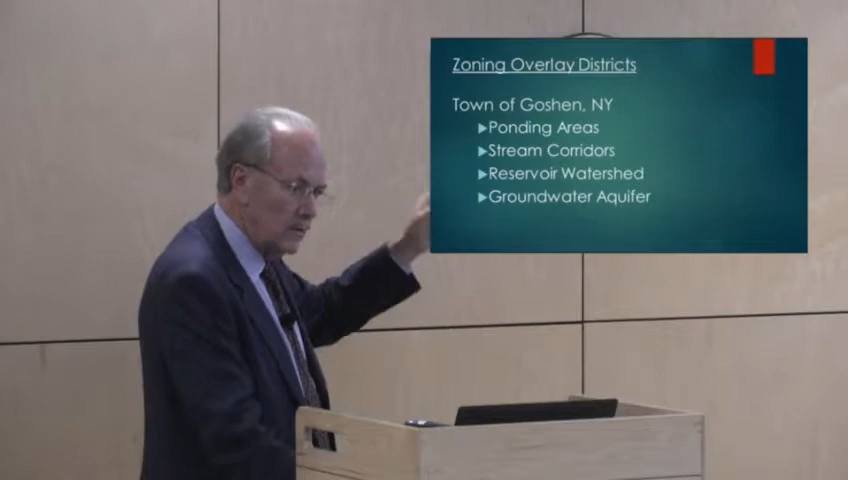 Zoning Overlay Districts
Town of Goshen, NY
▶Ponding Areas
▶Stream Corridors
▶Reservoir Watershed
▶Groundwater Aquifer